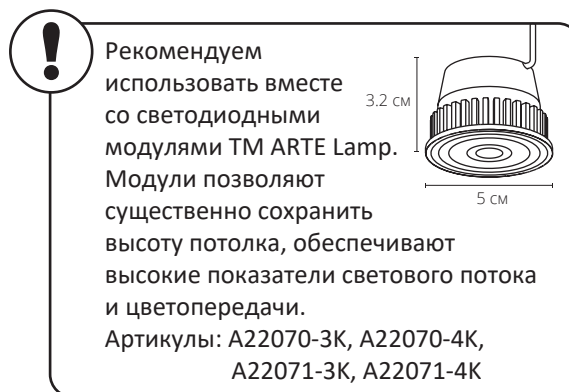 !
Рекомендуем
использовать вместе
со светодиодными
модулями TM ARTE Lamp.
Модули позволяют
существенно сохранить
высоту потолка, обеспечивают
высокие показатели светового потока
и цветопередачи.
Артикулы: A22070-3K, A22070-4K,
A22071-3K, A22071-4K
3.2 см
5 см